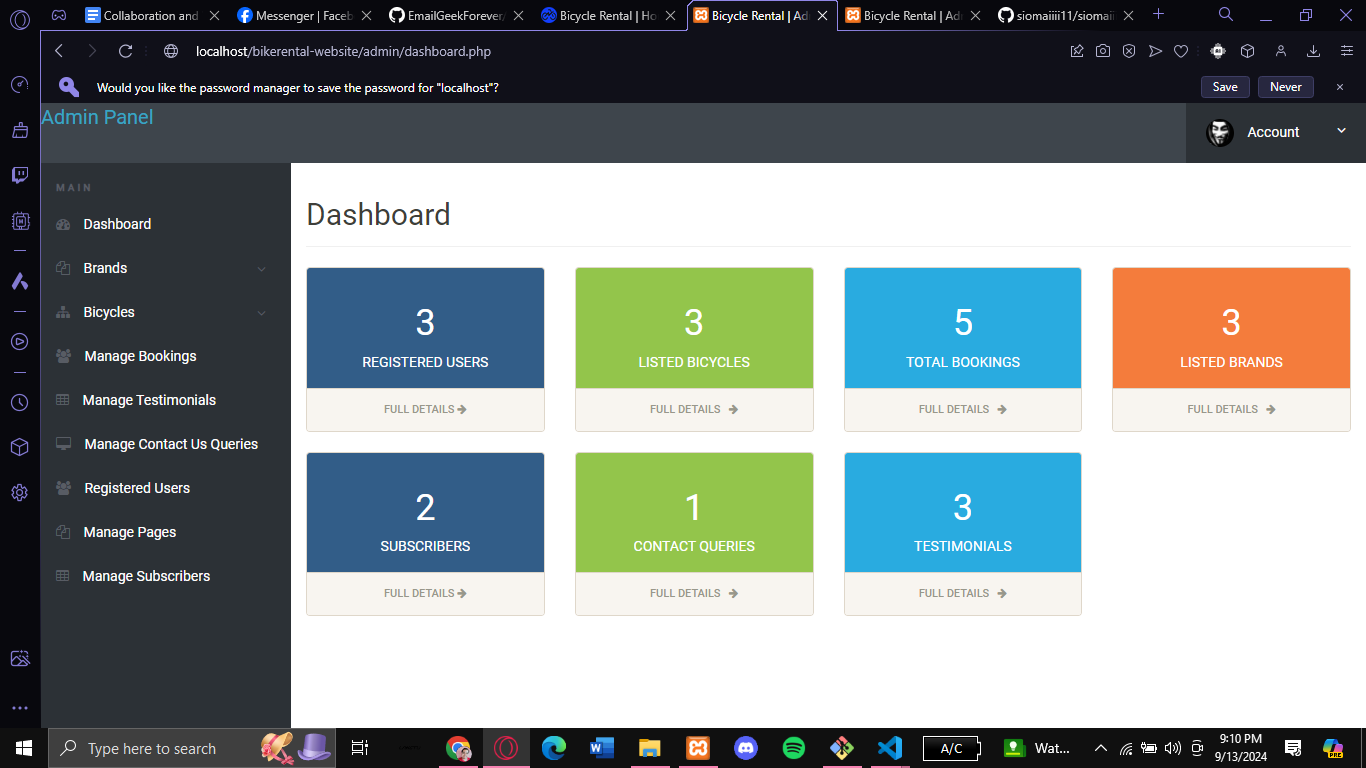 Collaboration and
Messenger | Faceb
EmailGeekForever/
Bicycle Rental | Ho
Bicycle Rental | Ad
Bicycle Rental | Ad
siomaiiii11/siomaii
localhost/bikerental-website/admin/dashboard.php
Would you like the password manager to save the password for "localhost"?
Save
Never
Admin Panel
Account
MAIN
Dashboard
Brands
Bicycles
Manage Bookings
Manage Testimonials
Manage Contact Us Queries
Registered Users
Manage Pages
Manage Subscribers
Dashboard
3
REGISTERED USERS
FULL DETAILS
3
LISTED BICYCLES
FULL DETAILS
5
TOTAL BOOKINGS
FULL DETAILS
3
LISTED BRANDS
FULL DETAILS
2
SUBSCRIBERS
FULL DETAILS
1
CONTACT QUERIES
FULL DETAILS
3
TESTIMONIALS
FULL DETAILS
Type here to search
A/C
Wat...
9:10 PM
9/13/2024